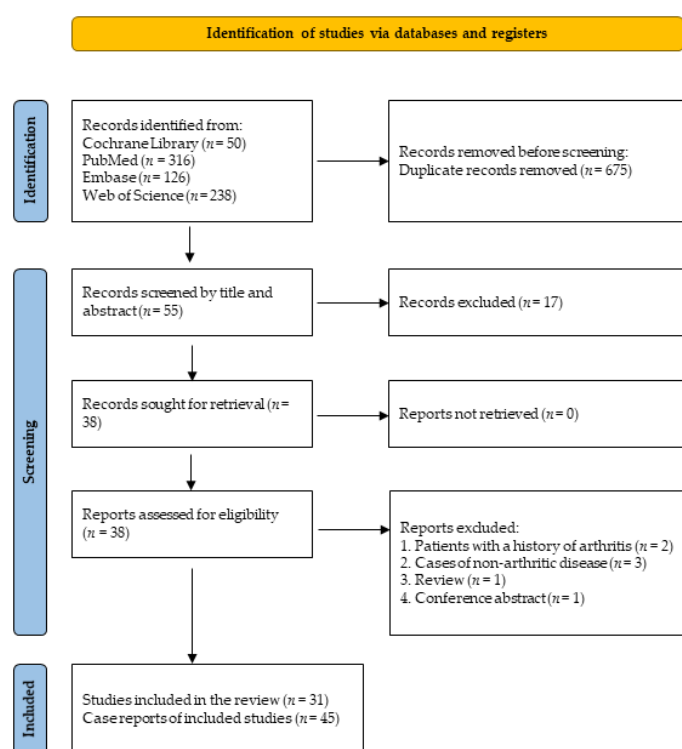 Identification of studies via databases and registers
Identification
Records identified from:
Cochrane Library (n = 50)
PubMed (n = 316)
Embase (n = 126)
Web of Science (n = 238)
Records removed before screening:
Duplicate records removed (n = 675)
Screening
Records screened by title and
abstract (n = 55)
Records excluded (n = 17)
Records sought for retrieval (n =
38)
Reports not retrieved (n = 0)
Reports assessed for eligibility
(n = 38)
Reports excluded:
1. Patients with a history of arthritis (n = 2)
2. Cases of non-arthritic disease (n = 3)
3. Review (n = 1)
4. Conference abstract (n = 1)
Included
Studies included in the review (n = 31)
Case reports of included studies (n = 45)